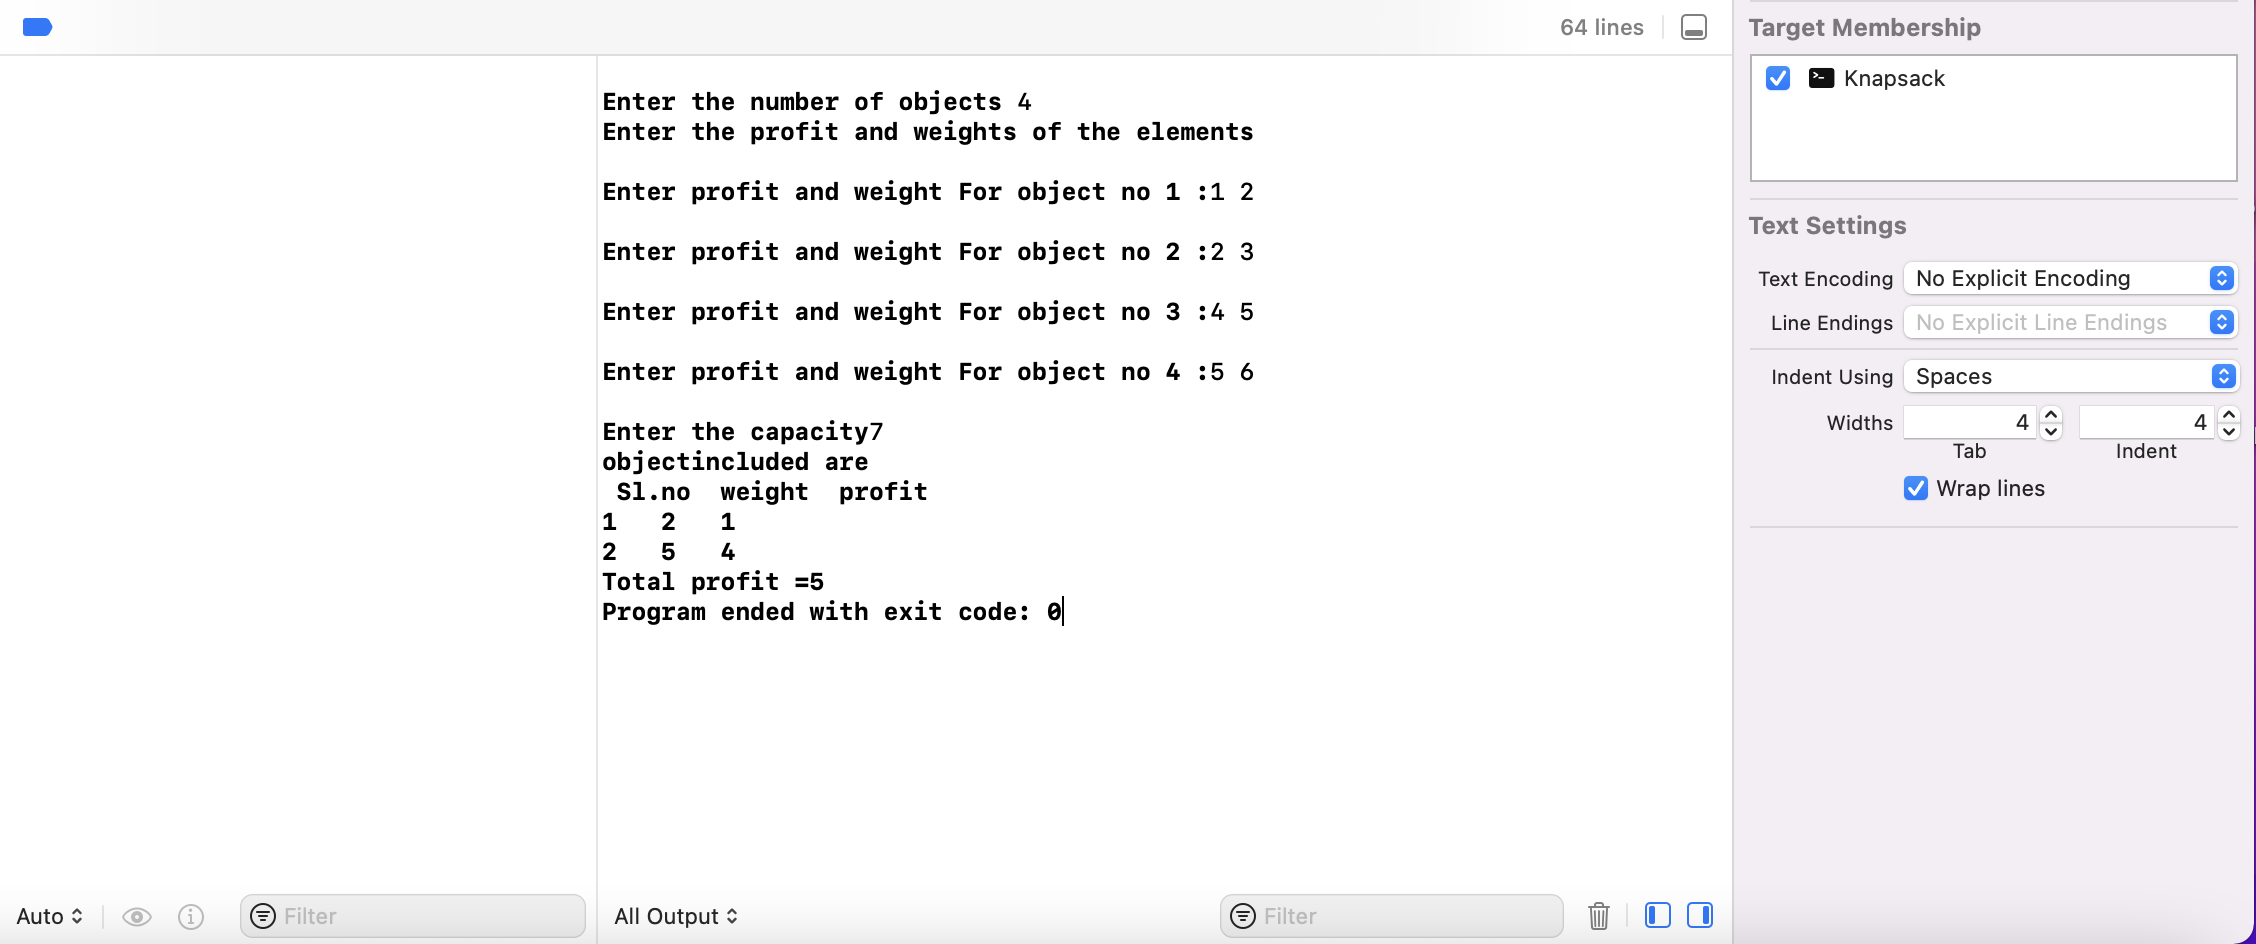 64 lines
Enter the number of objects 4
Enter the profit and weights of the elements
Enter profit and weight For object no 1 :1 2
Enter profit and weight For object no 2 :2 3
Enter profit and weight For object no 3 :4 5
Enter profit and weight For object no 4 :5 6
Enter the capacity7
objectincluded are
Sl.no weight profit
1 2 1
2 5 4
Total profit =5
Program ended with exit code: 0
Auto
Filter
All Output
Filter
Target Membership
Knapsack
Text Settings
Text Encoding No Explicit Encoding
Line Endings No Explicit Line Endings
Indent Using Spaces
Widths 4 4
Tab Indent
Wrap lines